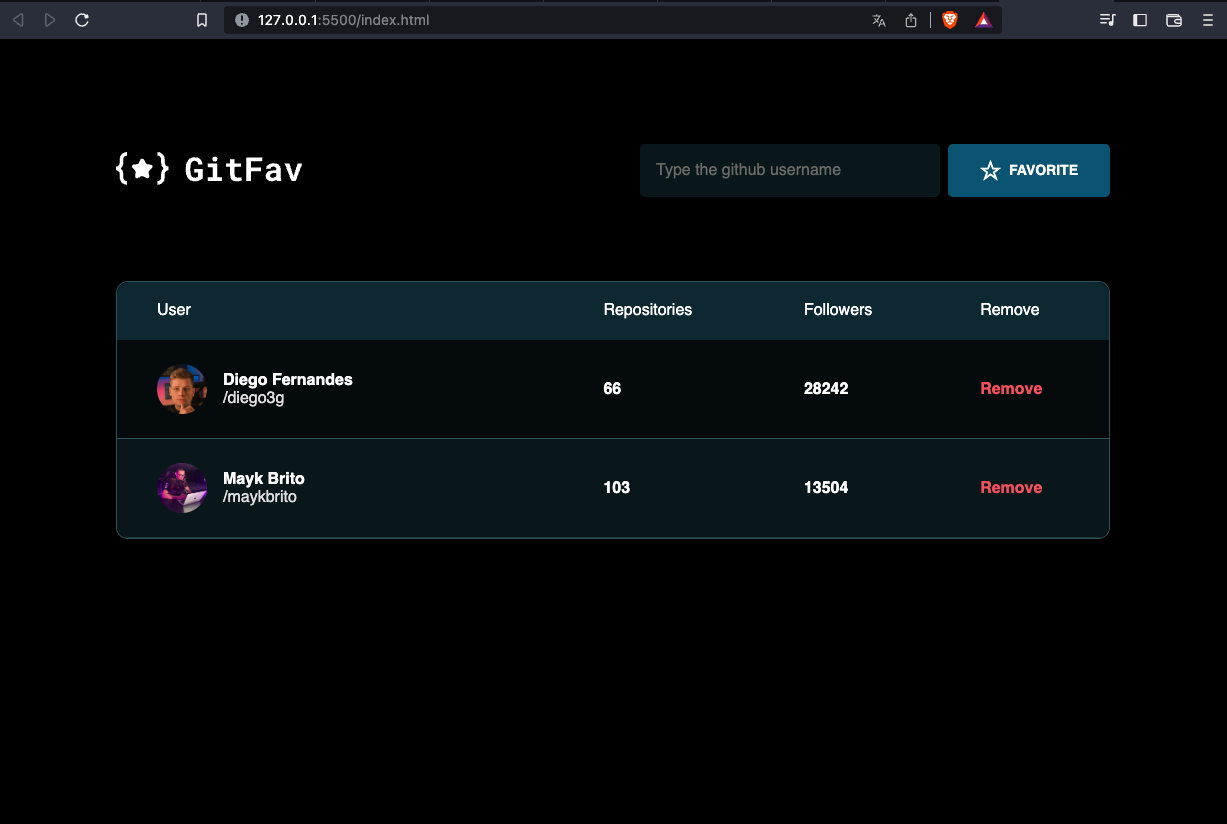 127.0.0.1:5500/index.html
{★} GitFav
Type the github username
FAVORITE
User Repositories Followers Remove
Diego Fernandes
/diego3g
66 28242 Remove
Mayk Brito
/maykbrito
103 13504 Remove